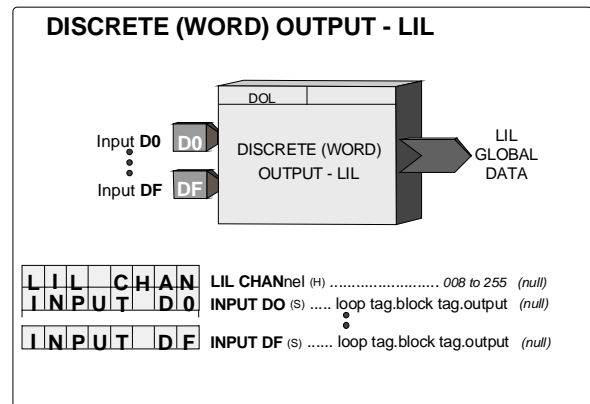 DISCRETE (WORD) OUTPUT - LIL
DOL
Input D0 D0
DISCRETE (WORD)
OUTPUT - LIL
LIL
GLOBAL
DATA
Input DF DF
LIL CHAN LIL CHANnel (H) .......................... 008 to 255 (null)
INPUT D0 INPUT DO (S) ..... loop tag.block tag.output (null)
INPUT DF INPUT DF (S) ...... loop tag.block tag.output (null)